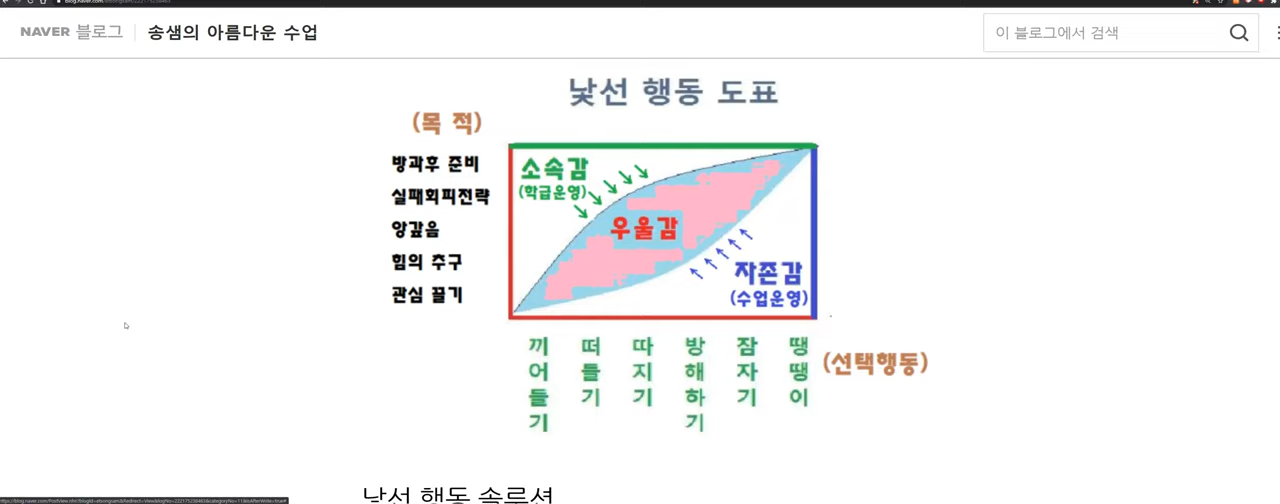 NAVER 블로그
송샘의 아름다운 수업
이 블로그에서 검색
낯선 행동 도표
(목 적)
방과후 준비
실패회피전략
앙갚음
힘의 추구
관심 끌기
소속감
(학급운영)
우울감
자존감
(수업운영)
끼어들기
떠들기
따지기
방해하기
잠자기
땡땡이
(선택행동)
낯선 행동 솔루션